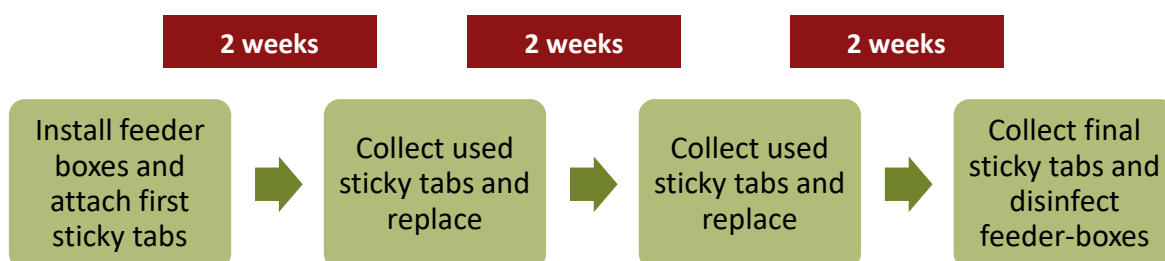 2 weeks
2 weeks
2 weeks
Install feeder
boxes and
attach first
sticky tabs
Collect used
sticky tabs and
replace
Collect used
sticky tabs and
replace
Collect final
sticky tabs and
disinfect
feeder-boxes